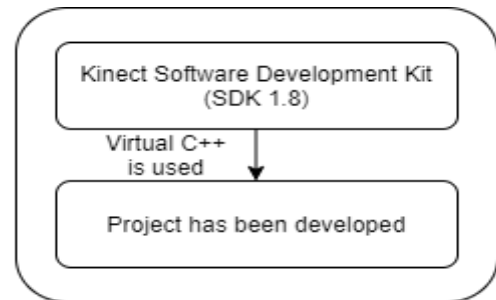 Kinect Software Development Kit
(SDK 1.8)
Virtual C++
is used
Project has been developed